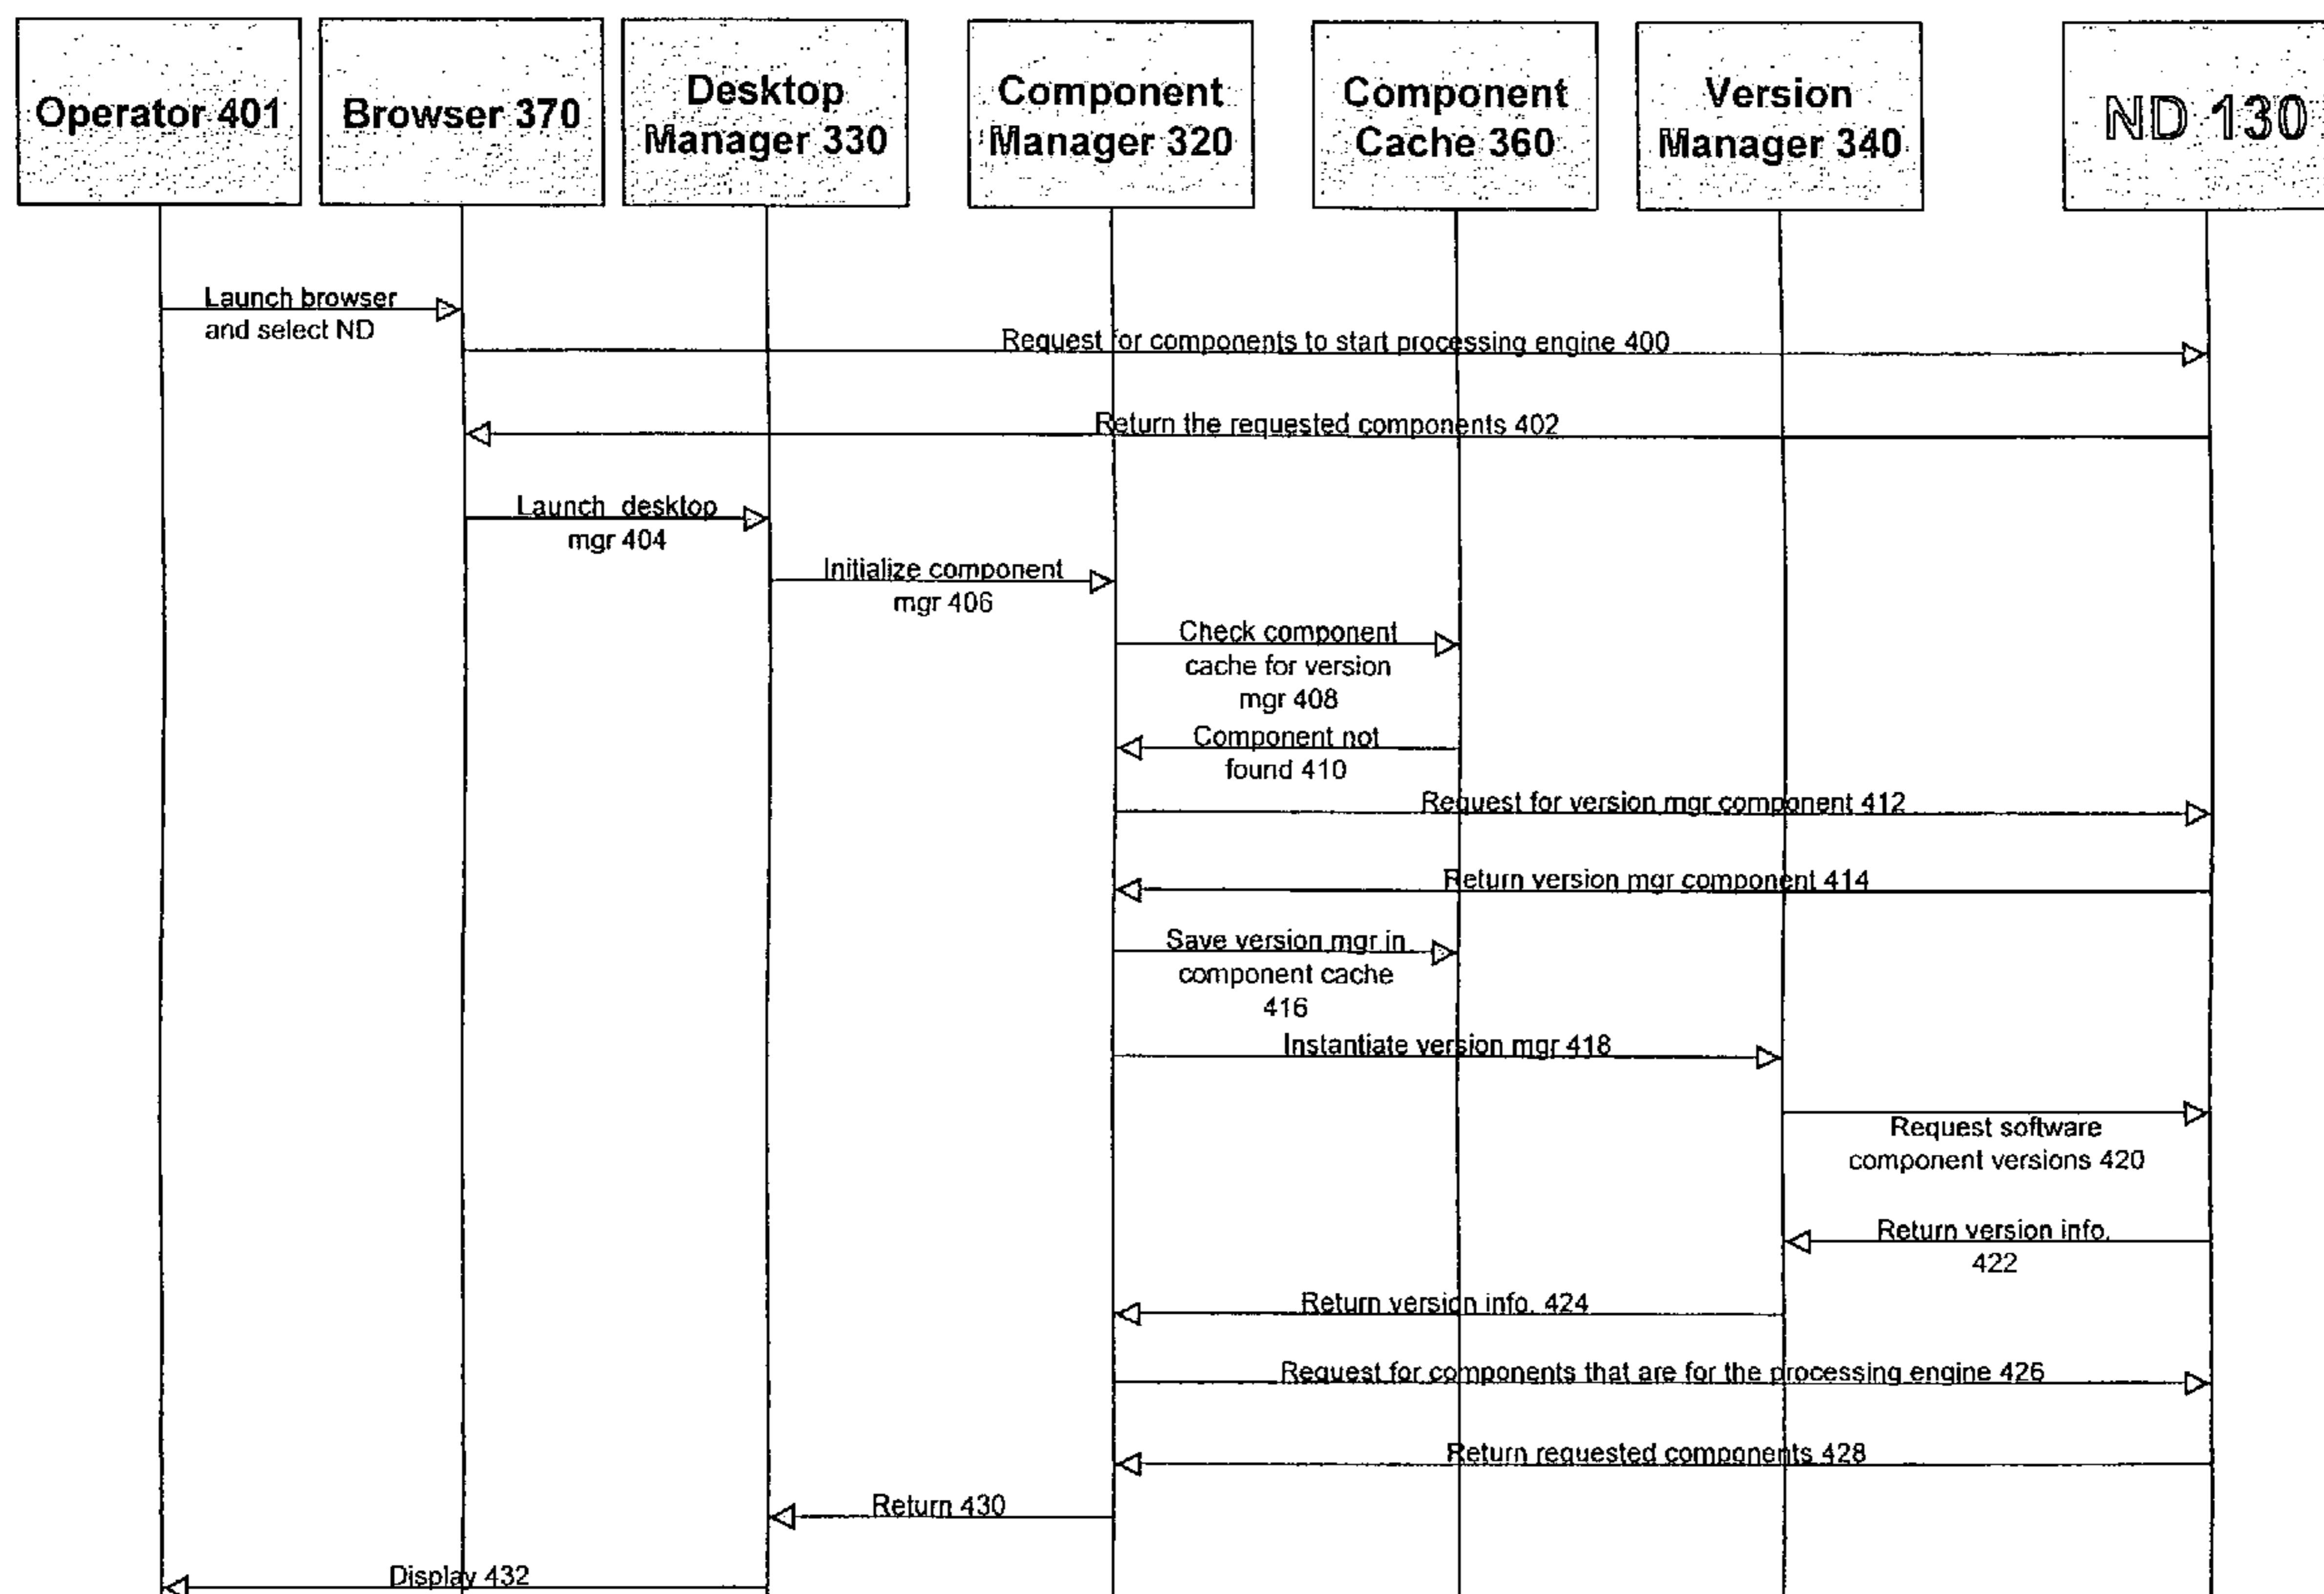 Operator 401
Browser 370
Desktop
Manager 330
Component
Manager 320
Component
Cache 360
Version
Manager 340
ND 130
Launch browser
and select ND
Request for components to start processing engine 400
Return the requested components 402
Launch desktop
mgr 404
Initialize component
mgr 406
Check component
cache for version
mgr 408
Component not
found 410
Request for version mgr component 412
Return version mgr component 414
Save version mgr in
component cache
416
Instantiate version mgr 418
Request software
component versions 420
Return version info.
422
Return version info. 424
Request for components that are for the processing engine 426
Return requested components 428
Return 430
Display 432